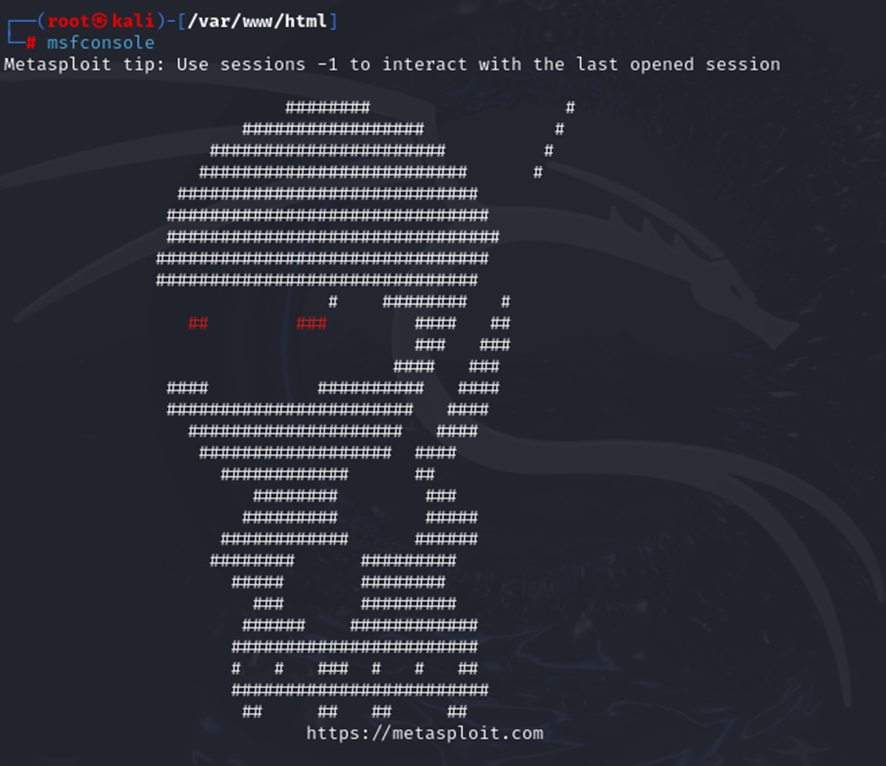 ┌──(root㉿kali)-[/var/www/html]
└─# msfconsole
Metasploit tip: Use sessions -1 to interact with the last opened session
https://metasploit.com